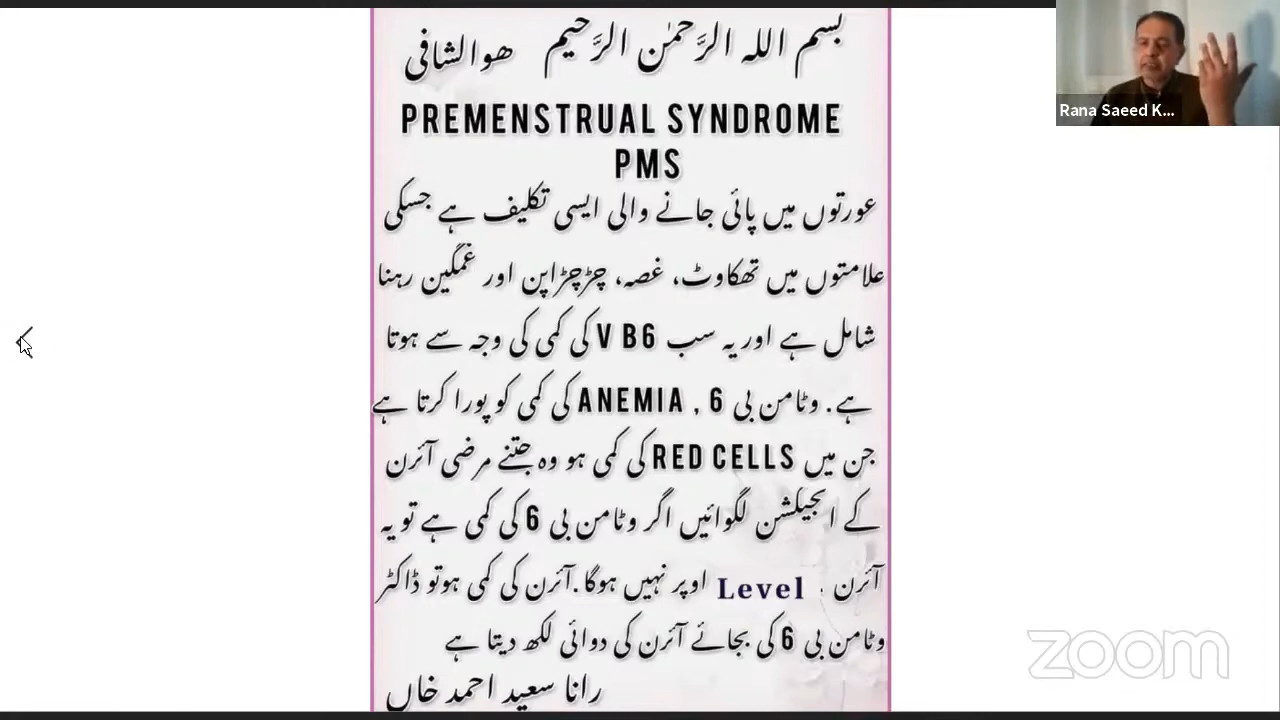 بسم اللہ الرَّحمٰن الرَّحیم ھوالشافی
PREMENSTRUAL SYNDROME
PMS
عورتوں میں پائی جانے والی ایسی تکلیف ہے جسکی
علامتوں میں تھکاوٹ، غصہ، چڑچڑاپن اور غمگین رہنا
شامل ہے اور یہ سب V B6 کی کمی کی وجہ سے ہوتا
ہے. وٹامن بی 6 , ANEMIA کی کمی کو پورا کرتا ہے
جن میں RED CELLS کی کمی ہو وہ جتنے مرضی آئرن
کے انجیکشن لگوائیں اگر وٹامن بی 6 کی کمی ہے تو یہ
آئرن , Level اوپر نہیں ہوگا .آئرن کی کمی ہوتو ڈاکٹر
وٹامن بی 6 کی بجائے آئرن کی دوائی لکھ دیتا ہے
رانا سعید احمد خاں
Rana Saeed K...
zoom